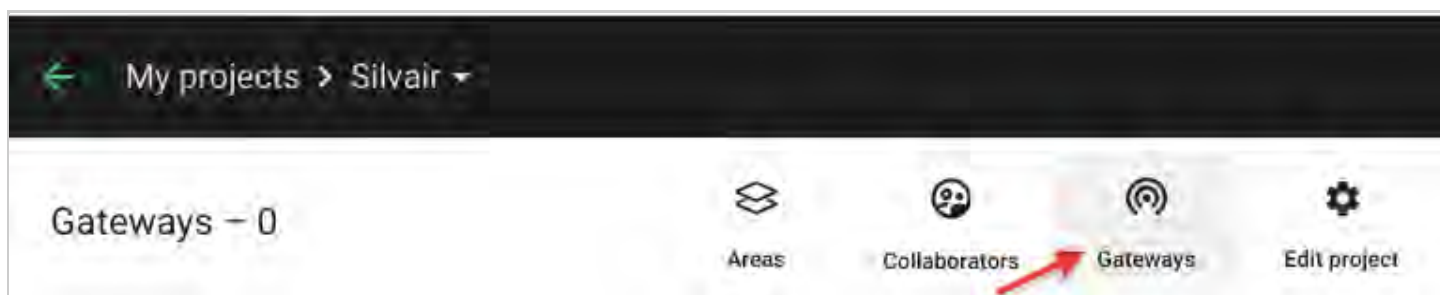 My projects > Silvair
Gateways – 0
Areas
Collaborators
Gateways
Edit project